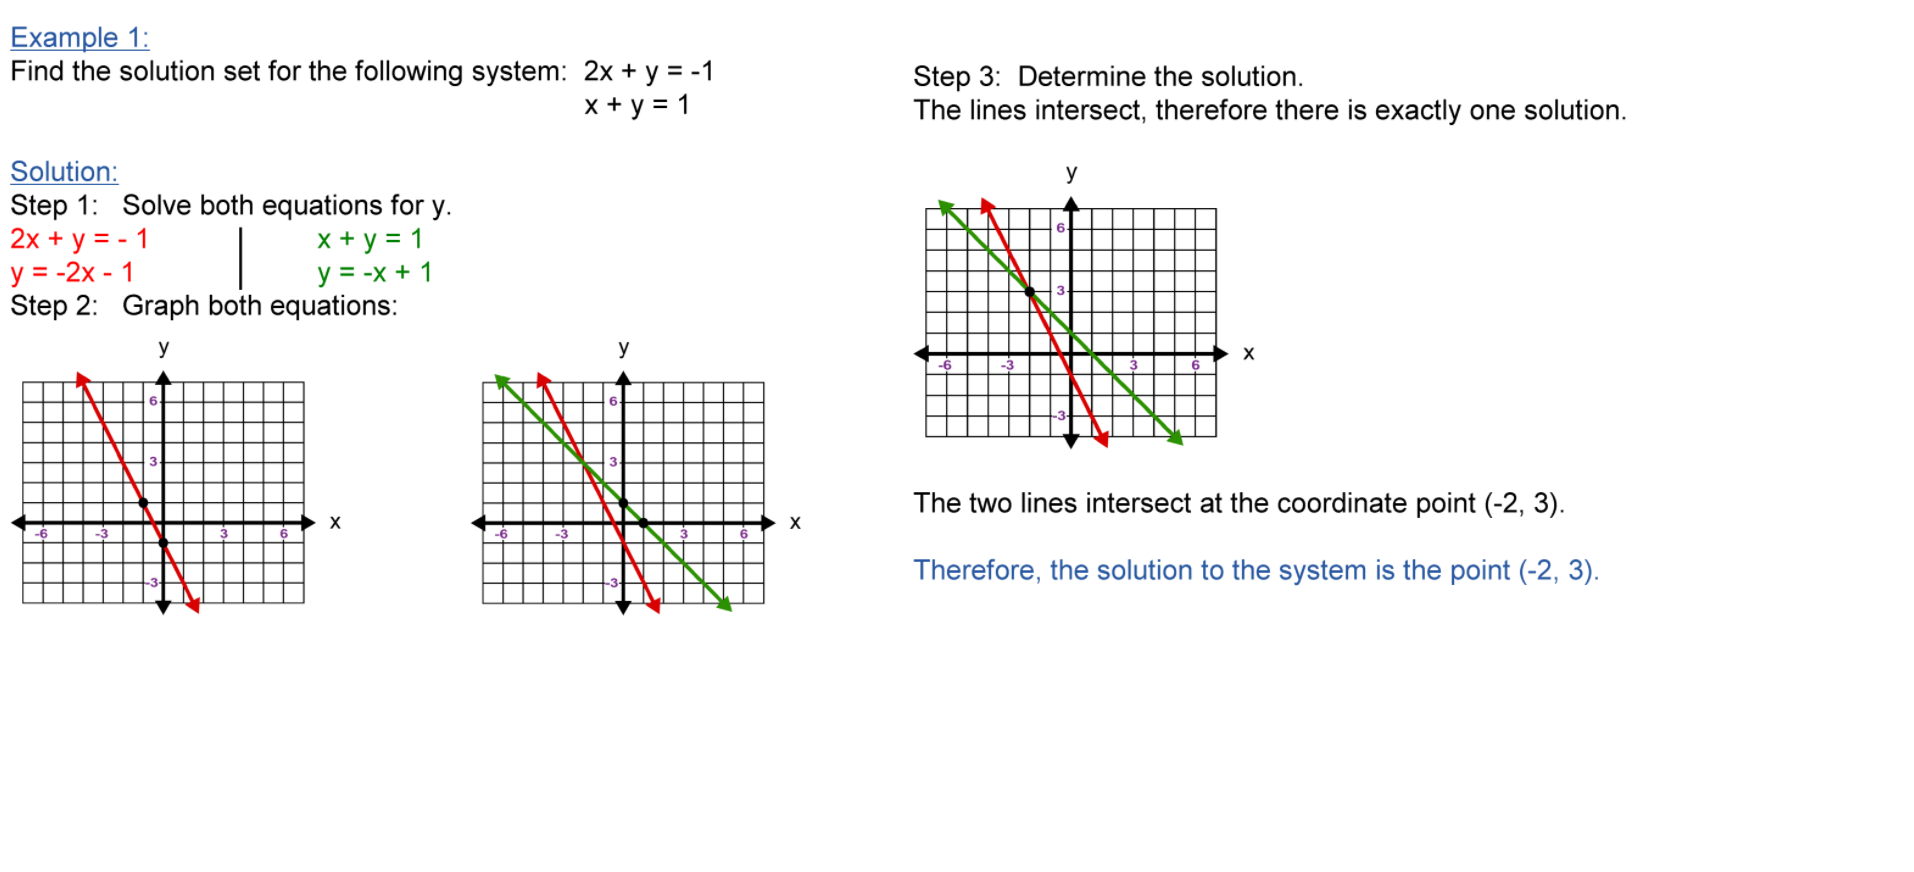 Example 1:
Find the solution set for the following system: 2x + y = -1
x + y = 1
Solution:
Step 1: Solve both equations for y.
2x + y = - 1 x + y = 1
y = -2x - 1 y = -x + 1
Step 2: Graph both equations:
y
6
3
-6 -3 3 6
x
-3
y
6
3
-6 -3 3 6
x
-3
Step 3: Determine the solution.
The lines intersect, therefore there is exactly one solution.
y
6
3
x
-6 -3 3 6
-3
The two lines intersect at the coordinate point (-2, 3).
Therefore, the solution to the system is the point (-2, 3).